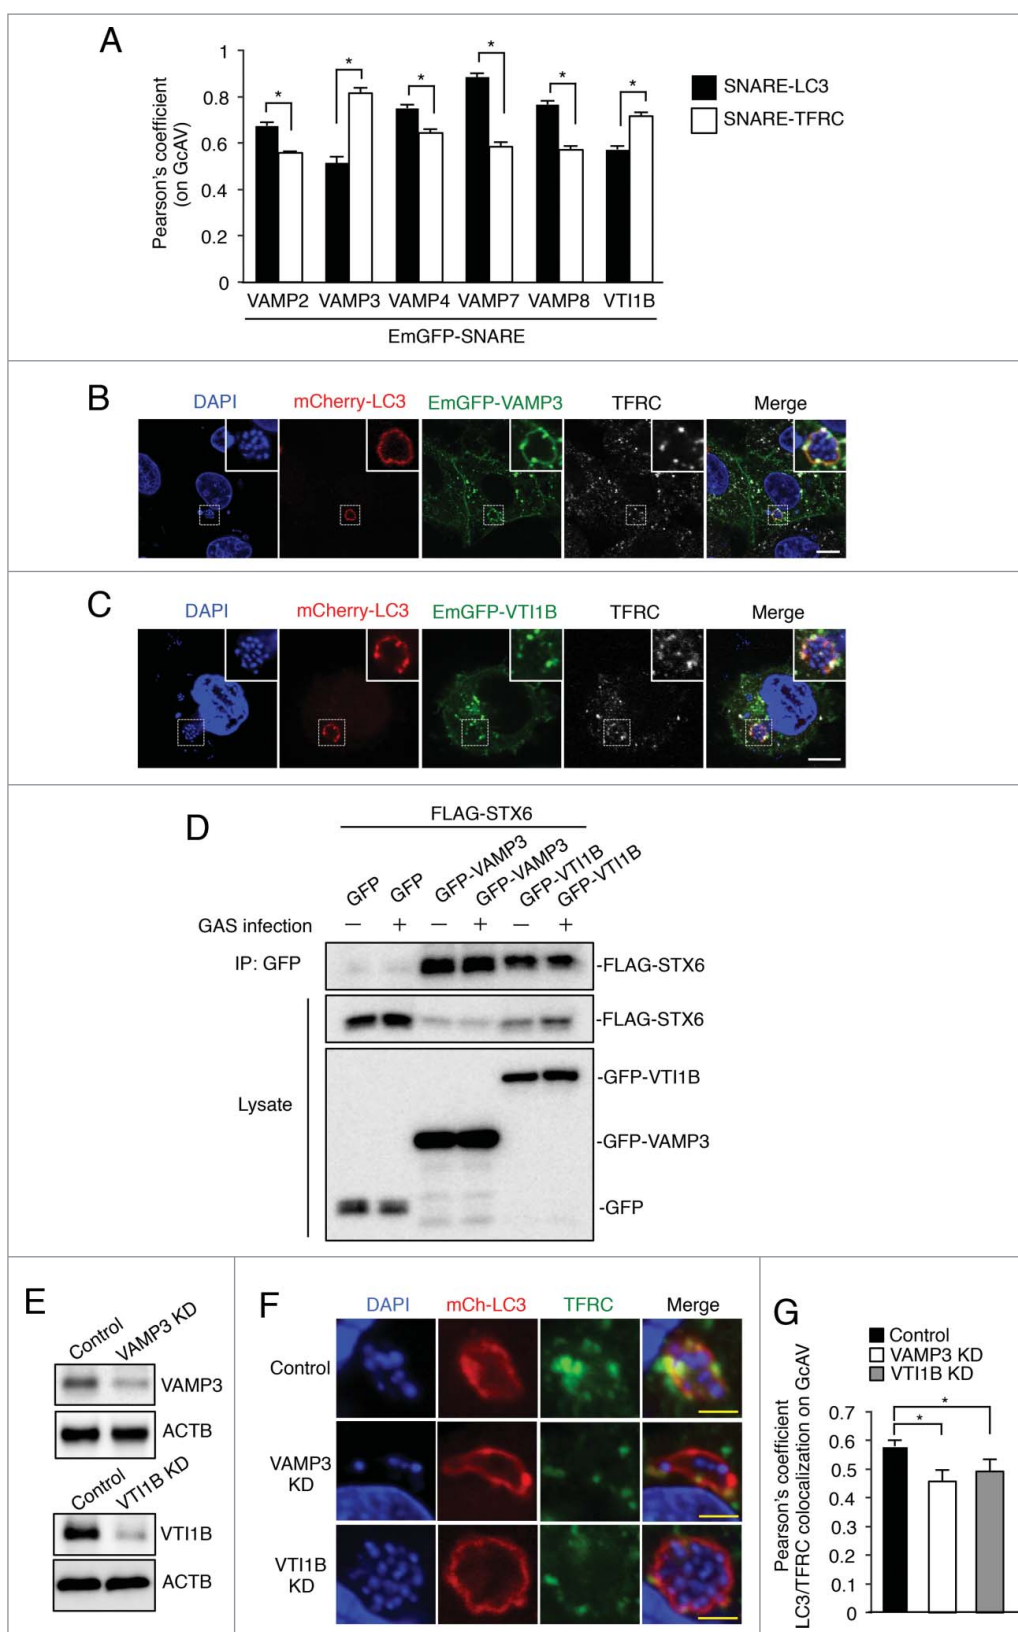 A
Pearson's coefficient
(on GcAV)
1
0.8
0.6
0.4
0.2
0
* * * * * *
SNARE-LC3
SNARE-TFRC
VAMP2 VAMP3 VAMP4 VAMP7 VAMP8 VTI1B
EmGFP-SNARE
B
DAPI mCherry-LC3 EmGFP-VAMP3 TFRC Merge
C
DAPI mCherry-LC3 EmGFP-VTI1B TFRC Merge
D
FLAG-STX6
GFP GFP GFP-VAMP3 GFP-VAMP3 GFP-VTI1B GFP-VTI1B
GAS infection — + — + — +
IP: GFP -FLAG-STX6
-FLAG-STX6
-GFP-VTI1B
Lysate
-GFP-VAMP3
-GFP
E
Control VAMP3 KD
VAMP3
ACTB
Control VTI1B KD
VTI1B
ACTB
F
DAPI mCh-LC3 TFRC Merge
Control
VAMP3
KD
VTI1B
KD
G
Control
VAMP3 KD
VTI1B KD
Pearson's coefficient
LC3/TFRC colocalization on GcAV
0.7
0.6
0.5
0.4
0.3
0.2
0.1
0
* *